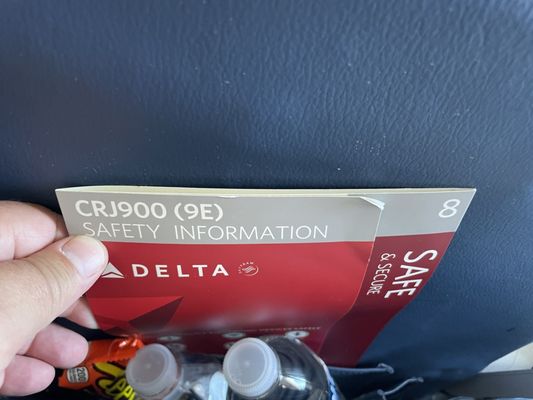 CRJ900 (9E)
SAFETY INFORMATION
8
DELTA
SAFE
& SECURE